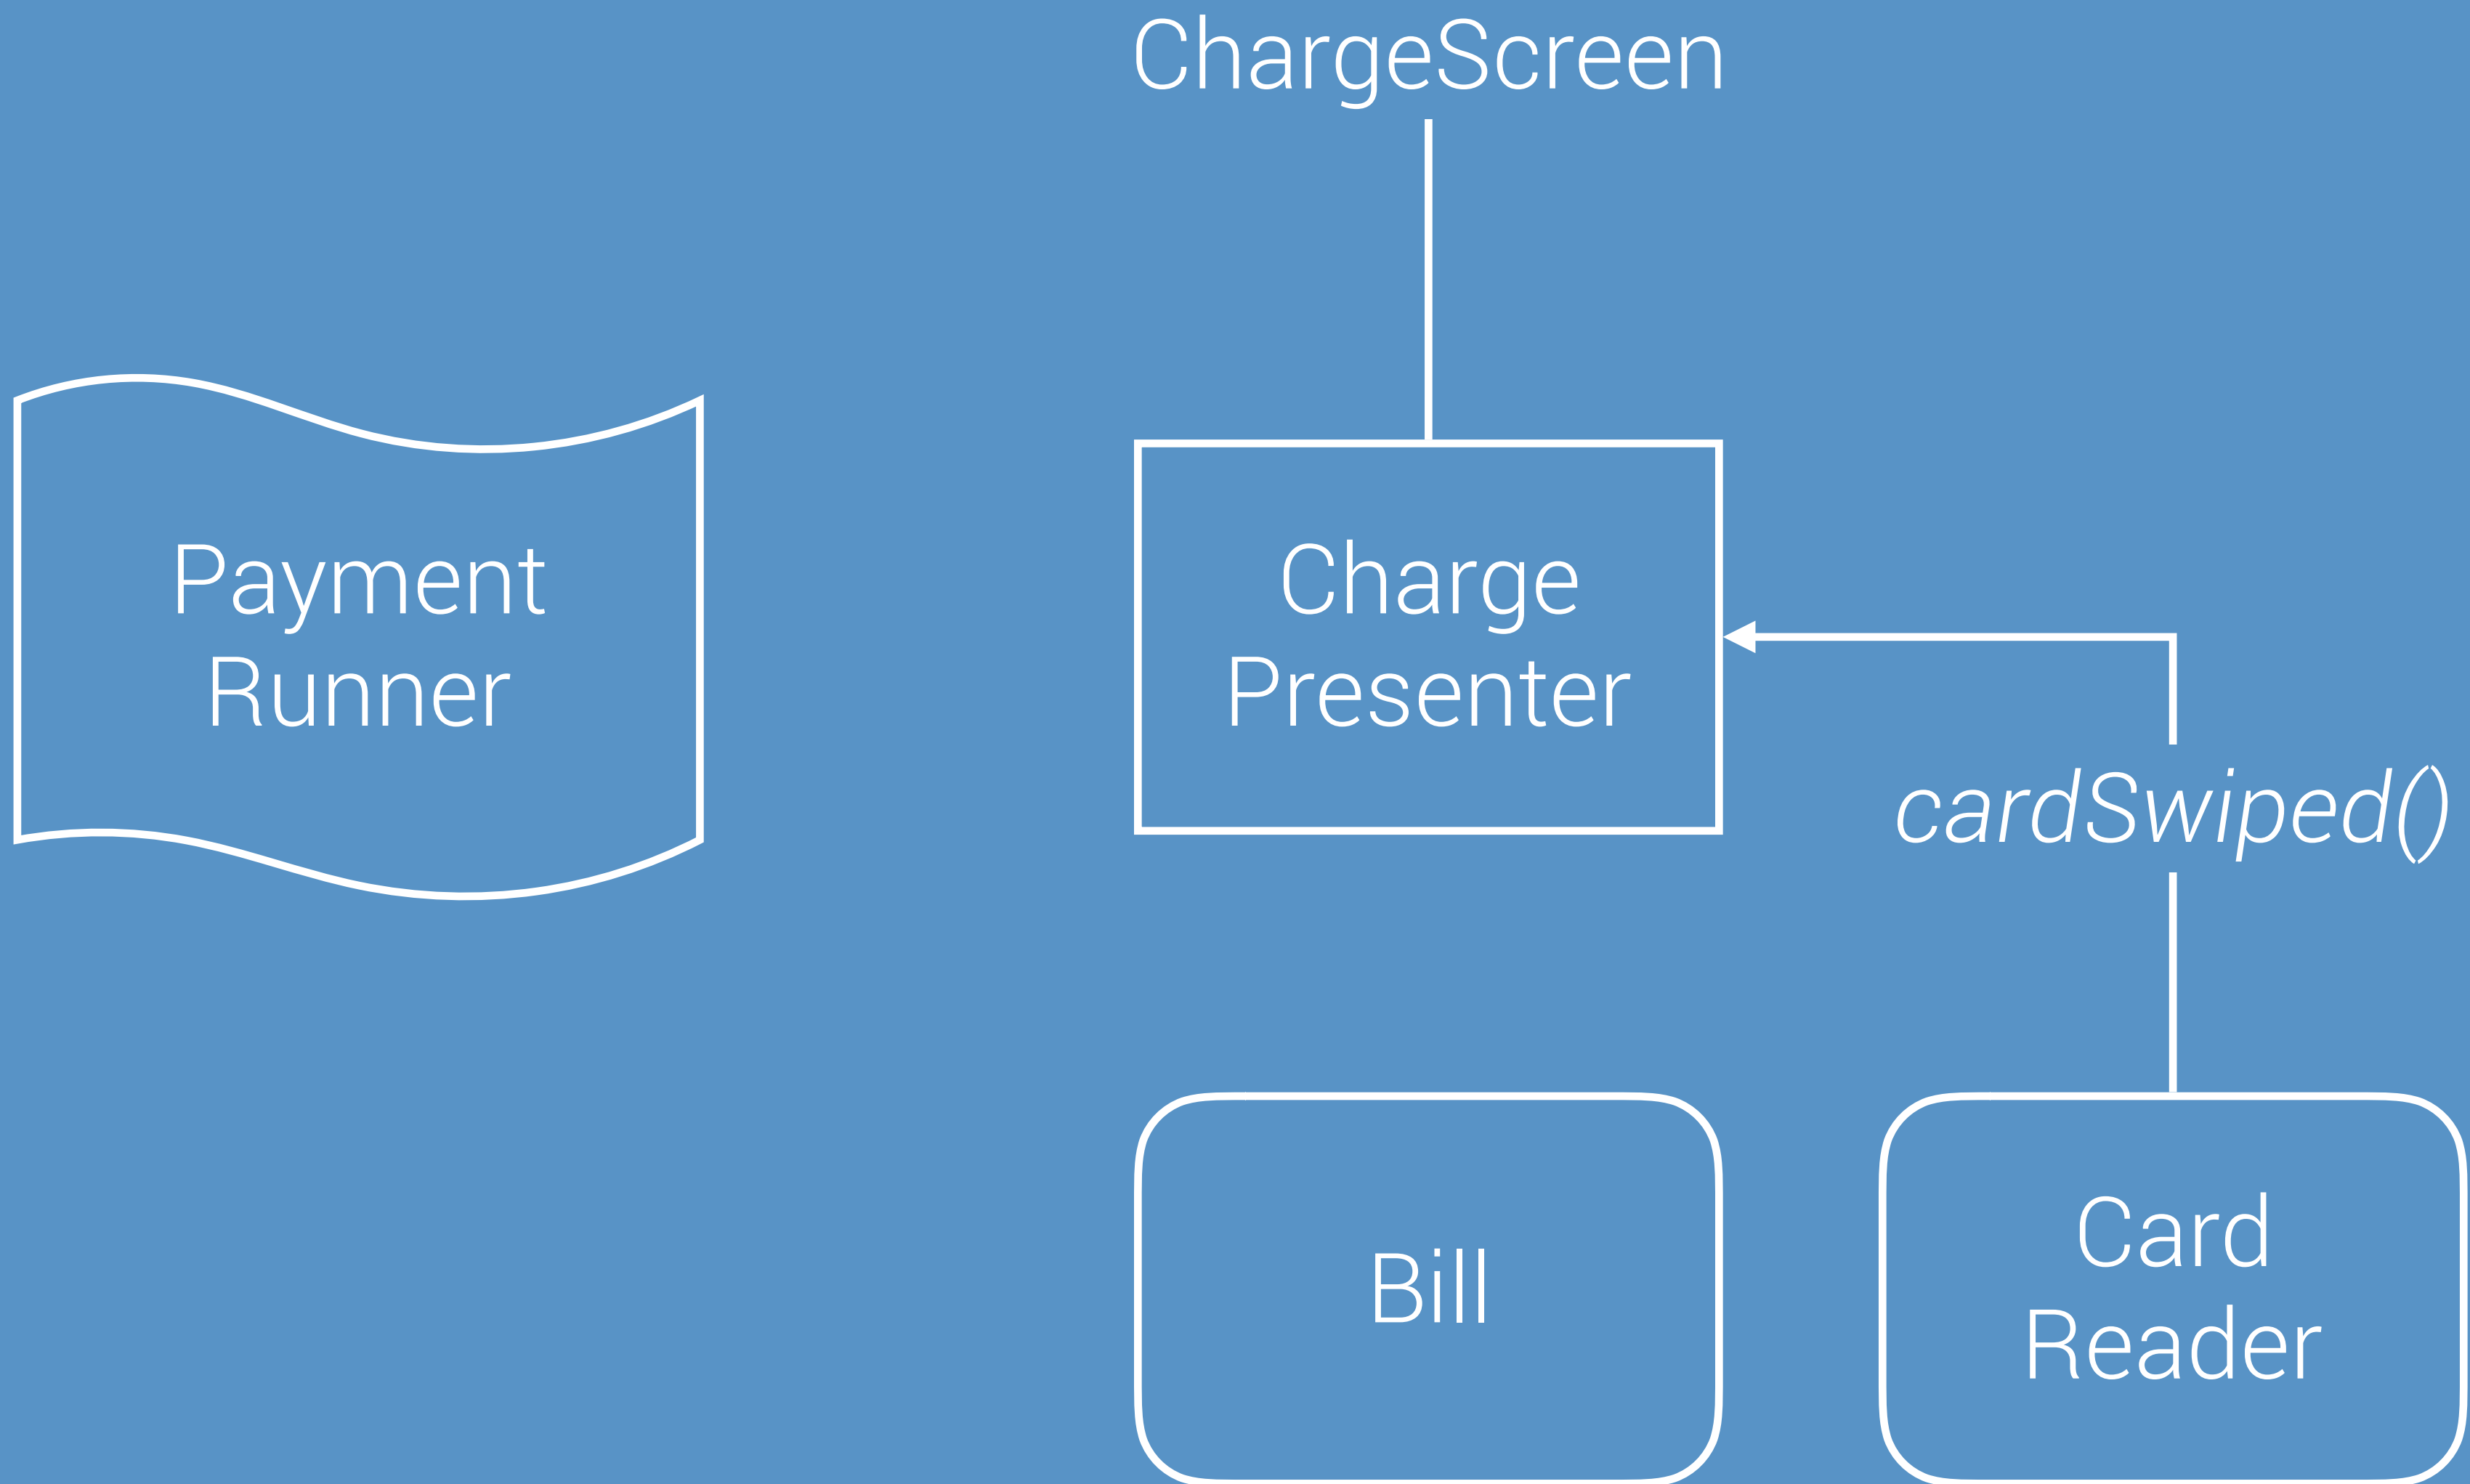 ChargeScreen
Payment
Runner
Charge
Presenter
cardSwiped()
Bill
Card
Reader